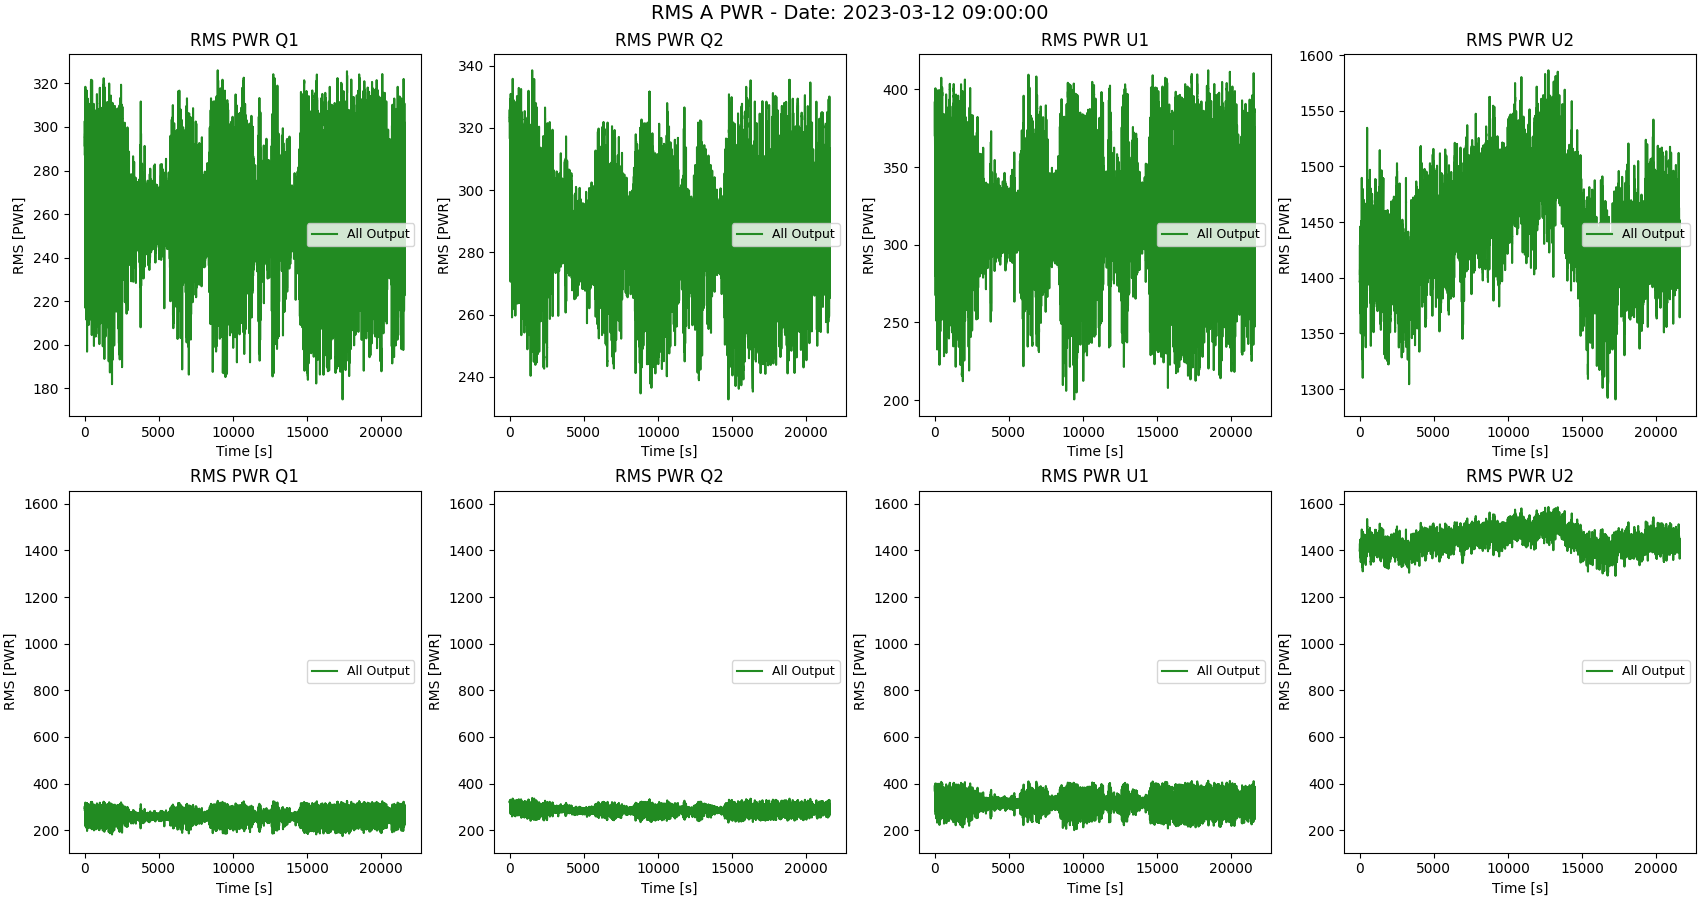 RMS A PWR - Date: 2023-03-12 09:00:00
RMS PWR Q1
RMS [PWR]
320
300
280
260
240
220
200
180
All Output
0 5000 10000 15000 20000
Time [s]
RMS PWR Q2
RMS [PWR]
340
320
300
280
260
240
All Output
0 5000 10000 15000 20000
Time [s]
RMS PWR U1
RMS [PWR]
400
350
300
250
200
All Output
0 5000 10000 15000 20000
Time [s]
RMS PWR U2
RMS [PWR]
1600
1550
1500
1450
1400
1350
1300
All Output
0 5000 10000 15000 20000
Time [s]
RMS PWR Q1
RMS [PWR]
1600
1400
1200
1000
800
600
400
200
All Output
0 5000 10000 15000 20000
Time [s]
RMS PWR Q2
RMS [PWR]
1600
1400
1200
1000
800
600
400
200
All Output
0 5000 10000 15000 20000
Time [s]
RMS PWR U1
RMS [PWR]
1600
1400
1200
1000
800
600
400
200
All Output
0 5000 10000 15000 20000
Time [s]
RMS PWR U2
RMS [PWR]
1600
1400
1200
1000
800
600
400
200
All Output
0 5000 10000 15000 20000
Time [s]